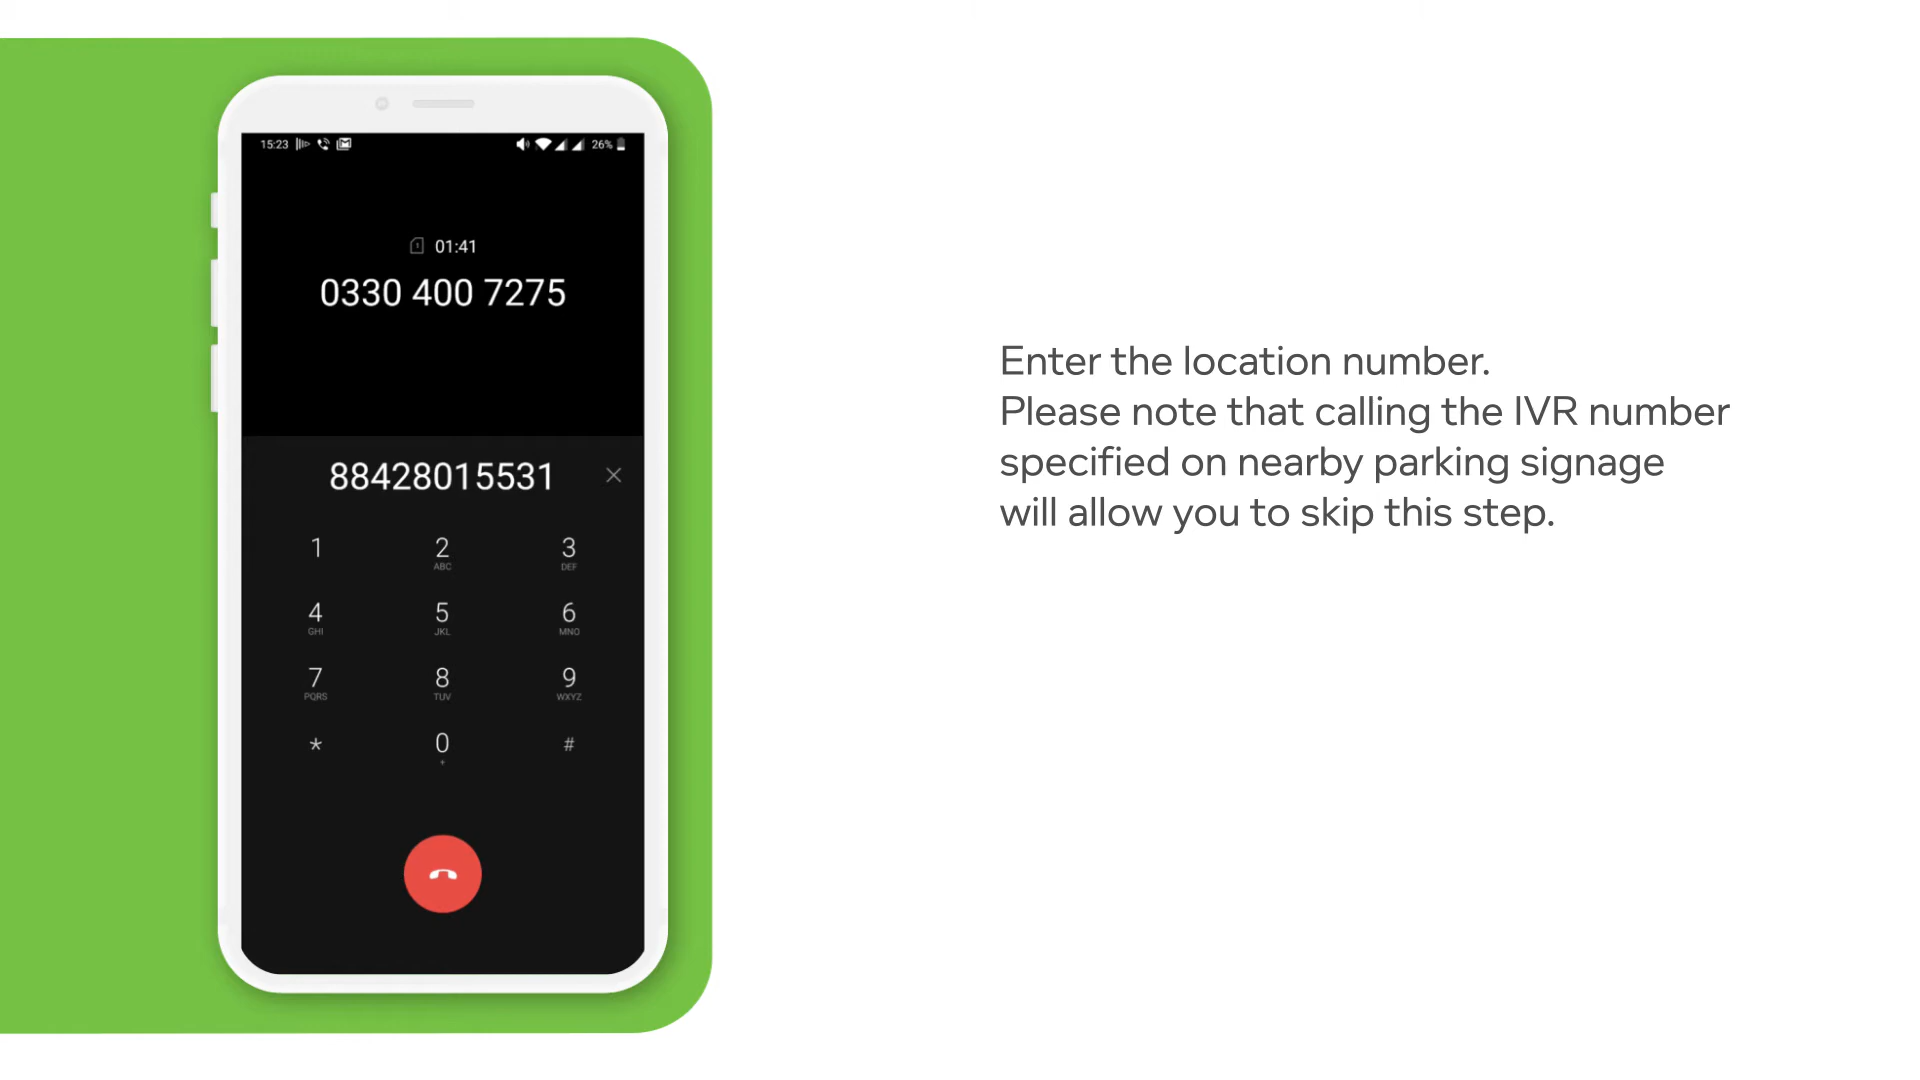 15:23 26%
01:41
0330 400 7275
88428015531
1 2 3
ABC DEF
4 5 6
GHI JKL MNO
7 8 9
PQRS TUV WXYZ
* 0 #
+
Enter the location number.
Please note that calling the IVR number
specified on nearby parking signage
will allow you to skip this step.